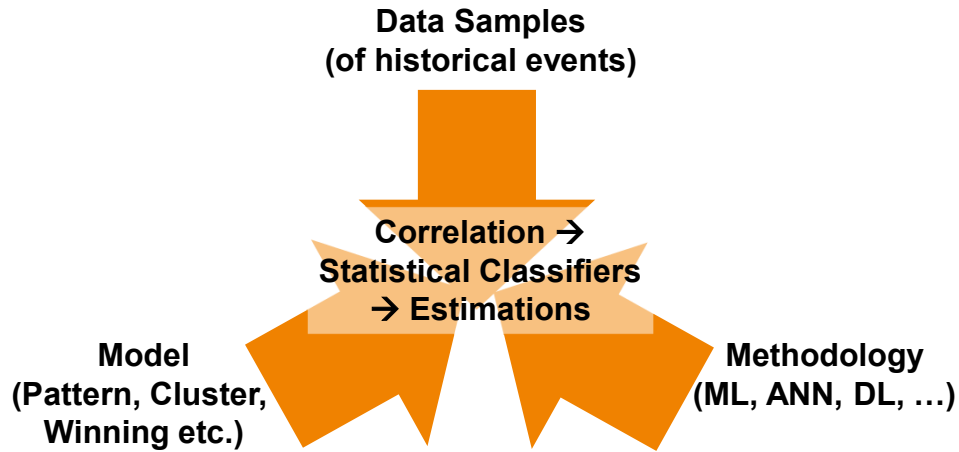 Data Samples
(of historical events)
Correlation →
Statistical Classifiers
→ Estimations
Model
(Pattern, Cluster,
Winning etc.)
Methodology
(ML, ANN, DL, …)